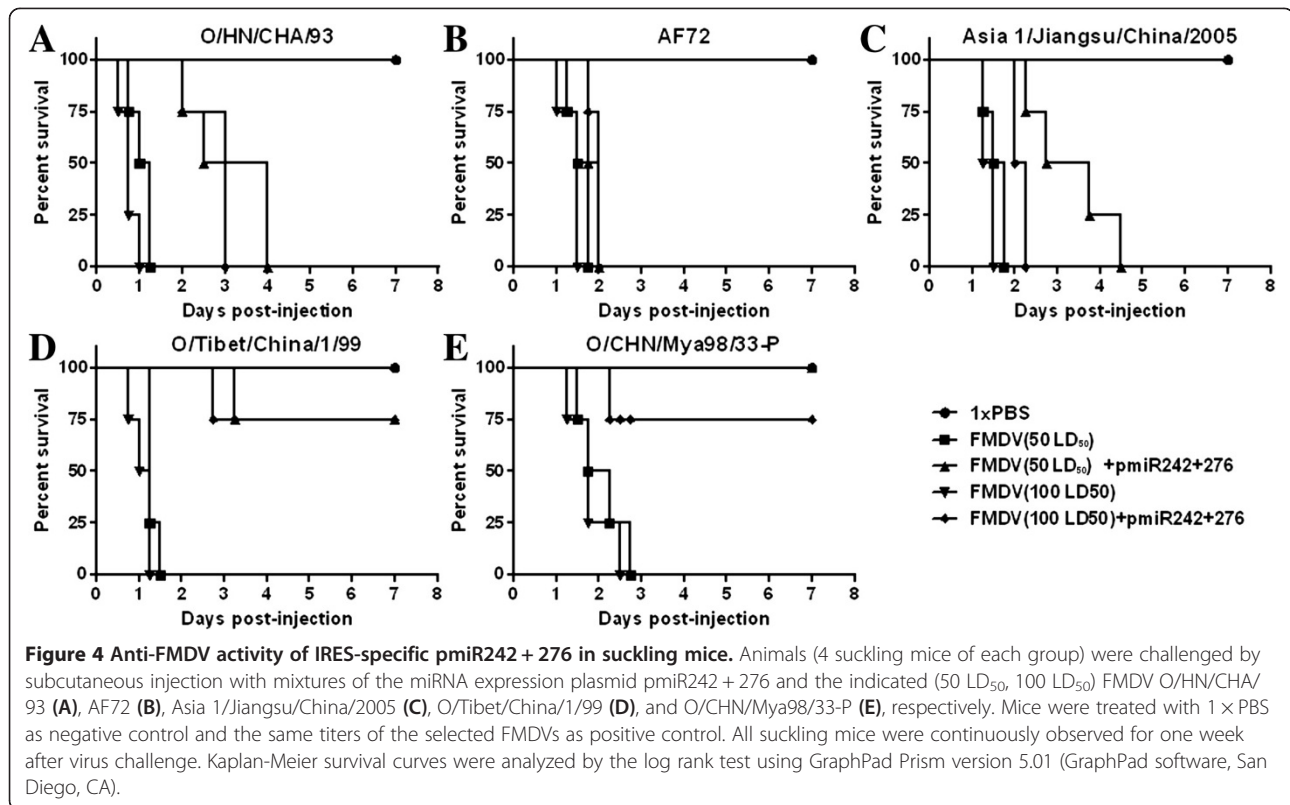 A
O/HN/CHA/93
Percent survival
100
75
50
25
0
0 1 2 3 4 5 6 7 8
Days post-injection
B
AF72
Percent survival
100
75
50
25
0
0 1 2 3 4 5 6 7 8
Days post-injection
C
Asia 1/Jiangsu/China/2005
Percent survival
100
75
50
25
0
0 1 2 3 4 5 6 7 8
Days post-injection
D
O/Tibet/China/1/99
Percent survival
100
75
50
25
0
0 1 2 3 4 5 6 7 8
Days post-injection
E
O/CHN/Mya98/33-P
Percent survival
100
75
50
25
0
0 1 2 3 4 5 6 7 8
Days post-injection
1xPBS
FMDV(50 LD₅₀)
FMDV(50 LD₅₀) +pmiR242+276
FMDV(100 LD50)
FMDV(100 LD50)+pmiR242+276
Figure 4 Anti-FMDV activity of IRES-specific pmiR242 + 276 in suckling mice. Animals (4 suckling mice of each group) were challenged by
subcutaneous injection with mixtures of the miRNA expression plasmid pmiR242 + 276 and the indicated (50 LD₅₀, 100 LD₅₀) FMDV O/HN/CHA/
93 (A), AF72 (B), Asia 1/Jiangsu/China/2005 (C), O/Tibet/China/1/99 (D), and O/CHN/Mya98/33-P (E), respectively. Mice were treated with 1 × PBS
as negative control and the same titers of the selected FMDVs as positive control. All suckling mice were continuously observed for one week
after virus challenge. Kaplan-Meier survival curves were analyzed by the log rank test using GraphPad Prism version 5.01 (GraphPad software, San
Diego, CA).